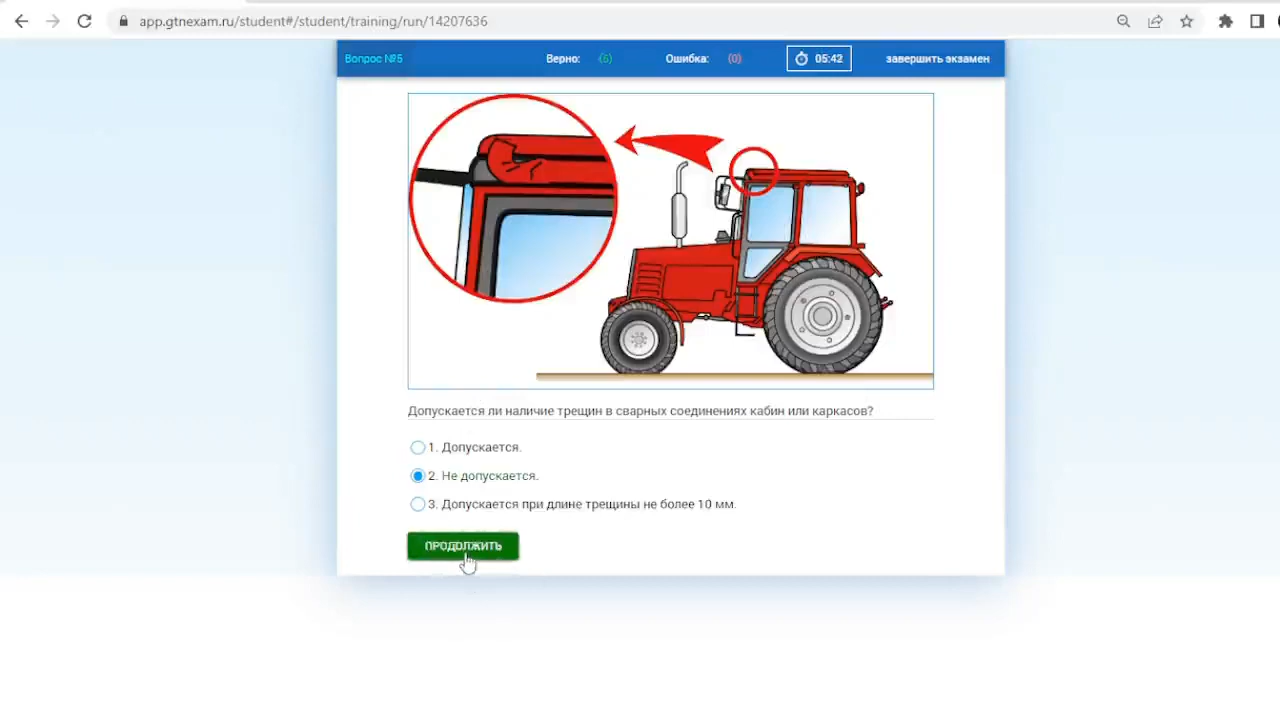 app.gtnexam.ru/student#/student/training/run/14207636
Вопрос №5 Верно: (5) Ошибка: (0) 05:42 завершить экзамен
Допускается ли наличие трещин в сварных соединениях кабин или каркасов?
1. Допускается.
2. Не допускается.
3. Допускается при длине трещины не более 10 мм.
ПРОДОЛЖИТЬ